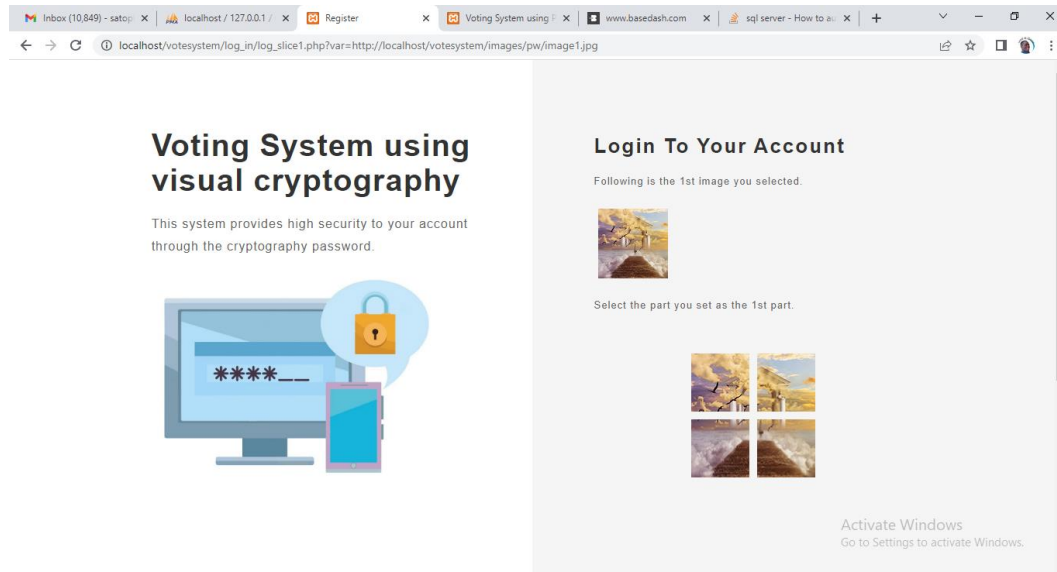 Inbox (10,849) - satop
localhost / 127.0.0.1 /
Register
Voting System using P
www.basedash.com
sql server - How to au
localhost/votesystem/log_in/log_slice1.php?var=http://localhost/votesystem/images/pw/image1.jpg
Voting System using
visual cryptography
This system provides high security to your account
through the cryptography password.
****__
Login To Your Account
Following is the 1st image you selected.
Select the part you set as the 1st part.
Activate Windows
Go to Settings to activate Windows.